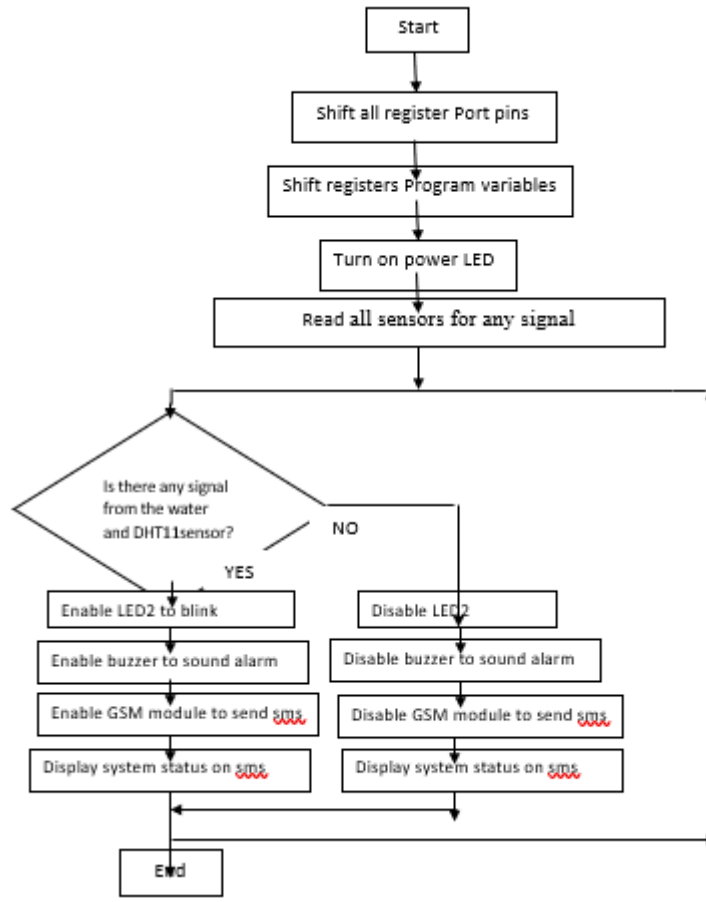 Start
Shift all register Port pins
Shift registers Program variables
Turn on power LED
Read all sensors for any signal
Is there any signal
from the water
and DHT11sensor?
NO
YES
Enable LED2 to blink
Disable LED2
Enable buzzer to sound alarm
Disable buzzer to sound alarm
Enable GSM module to send sms
Disable GSM module to send sms
Display system status on sms
Display system status on sms
End